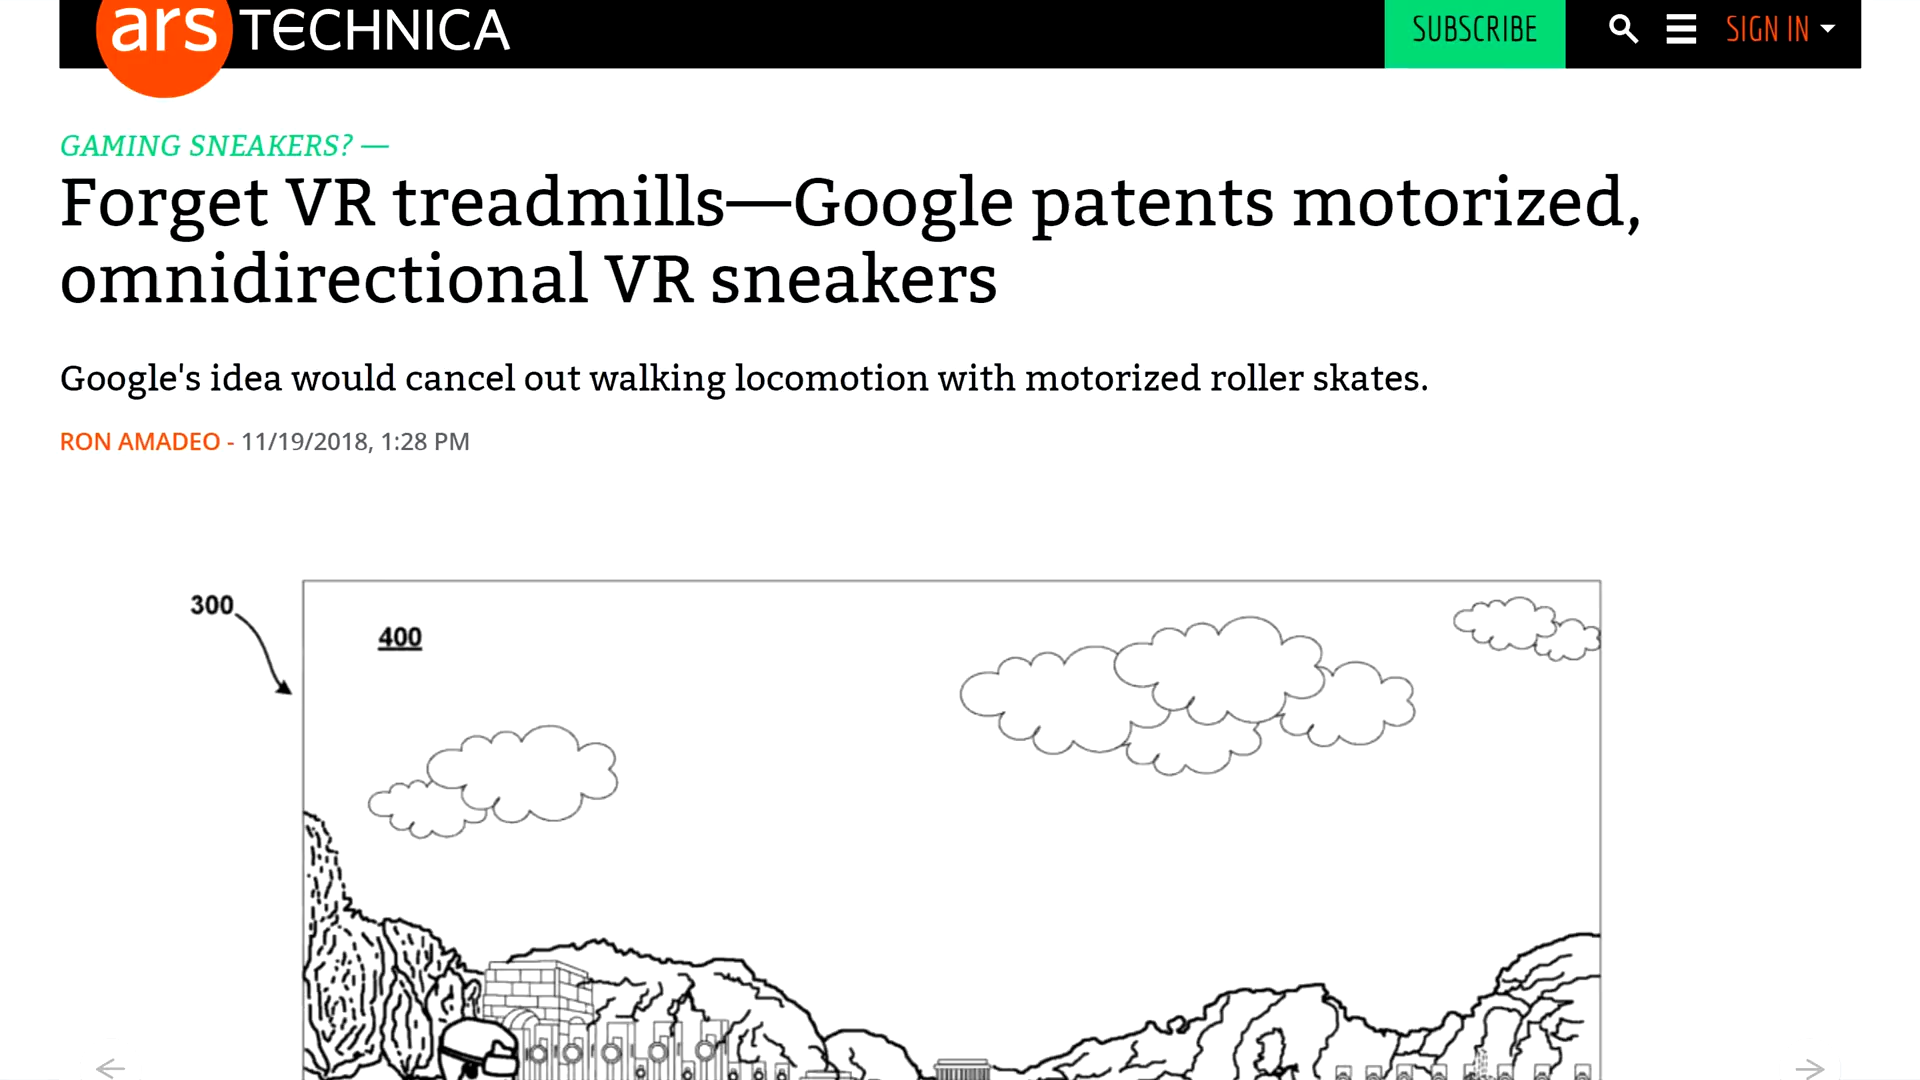 ars TECHNICA
SUBSCRIBE
SIGN IN
GAMING SNEAKERS? —
Forget VR treadmills—Google patents motorized,
omnidirectional VR sneakers
Google's idea would cancel out walking locomotion with motorized roller skates.
RON AMADEO - 11/19/2018, 1:28 PM
300
400